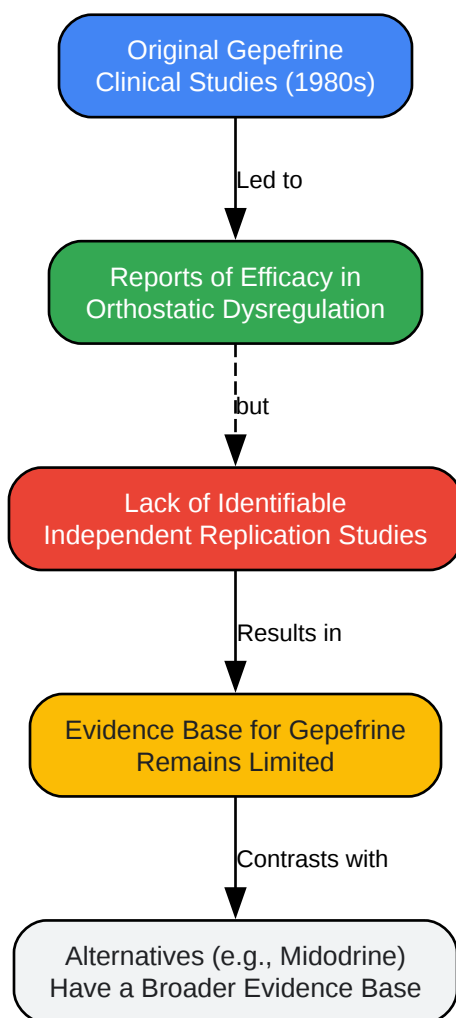 Original Gepefrine
Clinical Studies (1980s)
Led to
Reports of Efficacy in
Orthostatic Dysregulation
but
Lack of Identifiable
Independent Replication Studies
Results in
Evidence Base for Gepefrine
Remains Limited
Contrasts with
Alternatives (e.g., Midodrine)
Have a Broader Evidence Base